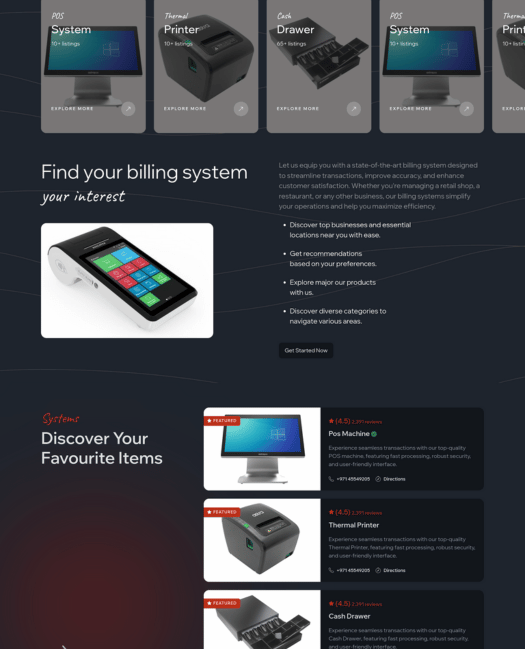 POS
System
10+ listings
EXPLORE MORE
Thermal
Printer
10+ listings
EXPLORE MORE
Cash
Drawer
65+ listings
EXPLORE MORE
POS
System
10+ listings
EXPLORE MORE
10+ listings
EXPLORE MORE
Find your billing system
your interest
Let us equip you with a state-of-the-art billing system designed
to streamline transactions, improve accuracy, and enhance
customer satisfaction. Whether you're managing a retail shop, a
restaurant, or any other business, our billing systems simplify
your operations and help you maximize efficiency.
• Discover top businesses and essential
locations near you with ease.
• Get recommendations
based on your preferences.
• Explore major our products
with us.
• Discover diverse categories to
navigate various areas.
Get Started Now
Systems
Discover Your
Favourite Items
FEATURED
(4.5) 2,391 reviews
Pos Machine
Experience seamless transactions with our top-quality
POS machine, featuring fast processing, robust security,
and user-friendly interface.
+971 45549205 Directions
FEATURED
(4.5) 2,391 reviews
Thermal Printer
Experience seamless transactions with our top-quality
Thermal Printer, featuring fast processing, robust security,
and user-friendly interface.
+971 45549205 Directions
FEATURED
(4.5) 2,391 reviews
Cash Drawer
Experience seamless transactions with our top-quality
Cash Drawer, featuring fast processing, robust security,
and user-friendly interface.